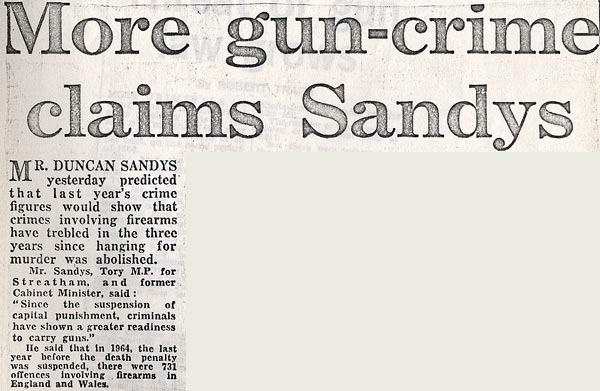 More gun-crime
claims Sandys
MR. DUNCAN SANDYS
yesterday predicted
that last year's crime
figures would show that
crimes involving firearms
have trebled in the three
years since hanging for
murder was abolished.
Mr. Sandys, Tory M.P. for
Streatham, and former
Cabinet Minister, said :
"Since the suspension of
capital punishment, criminals
have shown a greater readiness
to carry guns."
He said that in 1964, the last
year before the death penalty
was suspended, there were 731
offences involving firearms in
England and Wales.